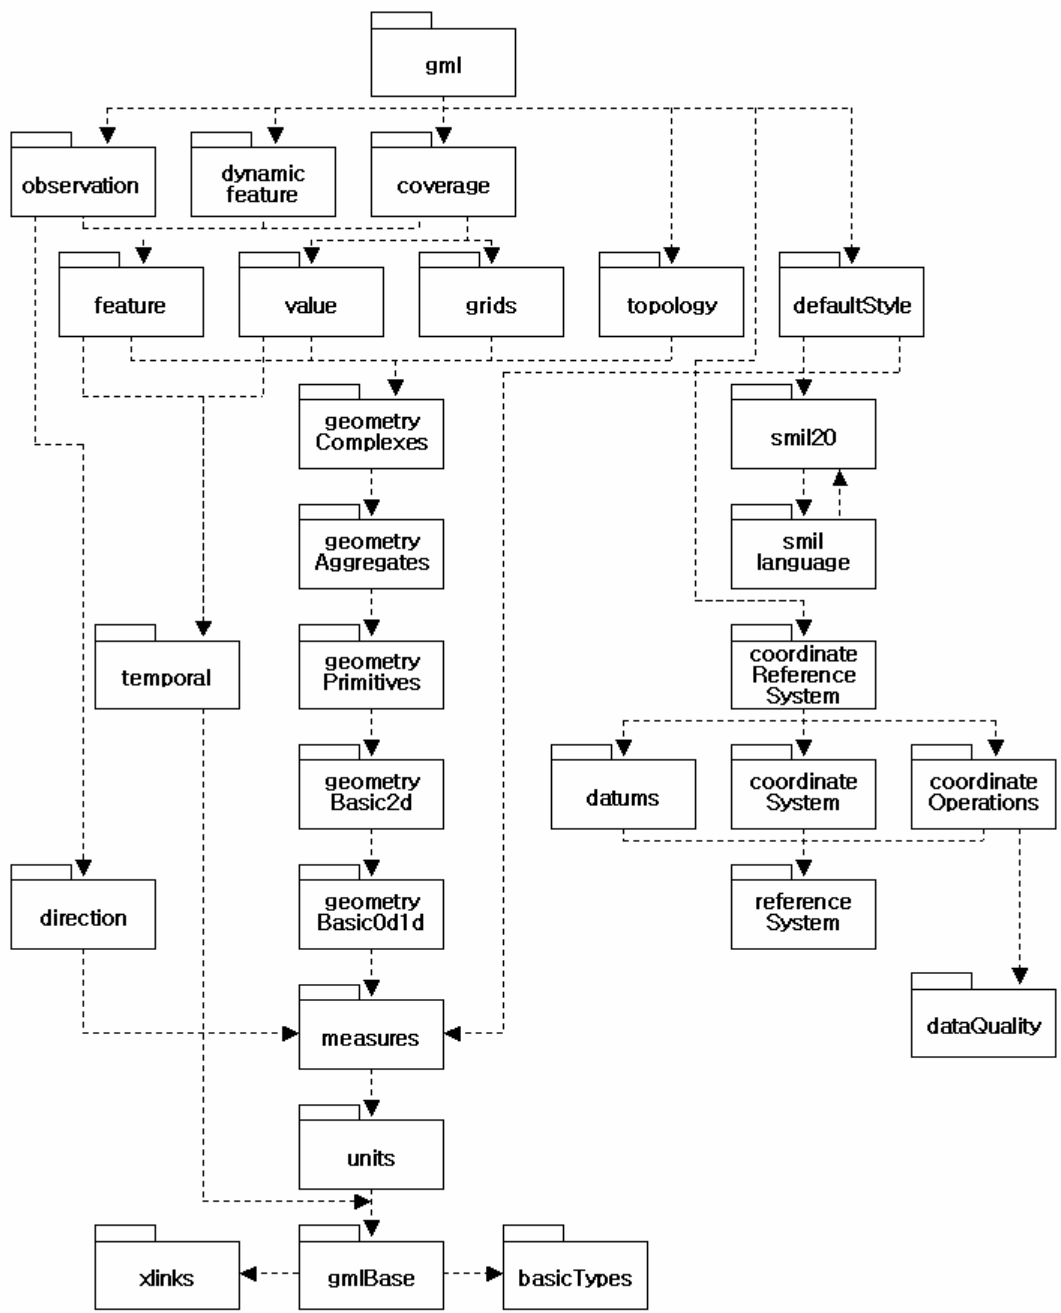 gml
observation
dynamic
feature
coverage
feature
value
grids
topology
defaultStyle
geometry
Complexes
smil20
geometry
Aggregates
smil
language
temporal
geometry
Primitives
coordinate
Reference
System
geometry
Basic2d
datums
coordinate
System
coordinate
Operations
direction
geometry
Basic0d1d
reference
System
measures
dataQuality
units
xlinks
gmlBase
basicTypes